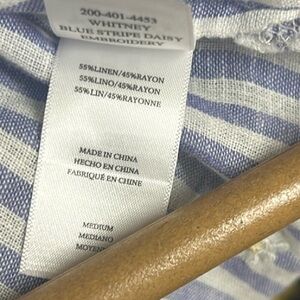 200-401-4453
WHITNEY
BLUE STRIPE DAISY
EMBROIDERY
55%LINEN/45%RAYON
55%LINO/45%RAYON
55%LIN/45%RAYONNE
MADE IN CHINA
HECHO EN CHINA
FABRIQUÉ EN CHINE
MEDIUM
MEDIANO
MOYEN